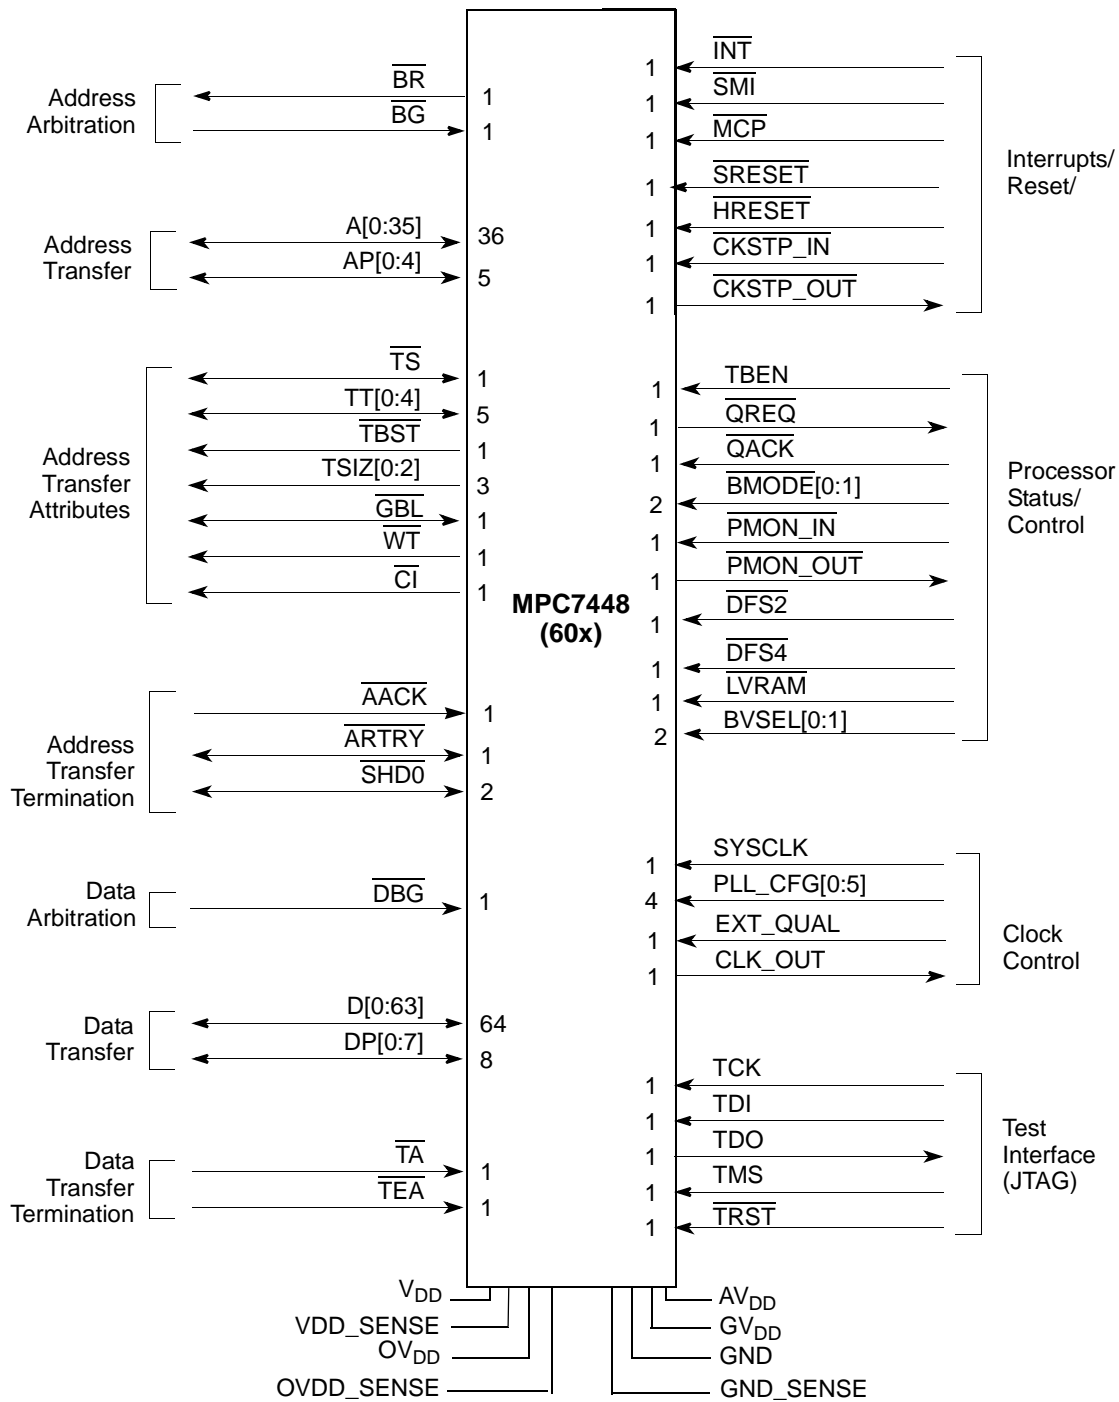 Address
Arbitration
BR
1
BG
1
Address
Transfer
A[0:35]
36
AP[0:4]
5
Address
Transfer
Attributes
TS
1
TT[0:4]
5
TBST
1
TSIZ[0:2]
3
GBL
1
WT
1
CI
1
Address
Transfer
Termination
AACK
1
ARTRY
1
SHD0
2
Data
Arbitration
DBG
1
Data
Transfer
D[0:63]
64
DP[0:7]
8
Data
Transfer
Termination
TA
1
TEA
1
MPC7448
(60x)
1
INT
1
SMI
1
MCP
1
SRESET
1
HRESET
1
CKSTP_IN
1
CKSTP_OUT
Interrupts/
Reset/
1
TBEN
1
QREQ
1
QACK
2
BMODE[0:1]
1
PMON_IN
1
PMON_OUT
1
DFS2
1
DFS4
1
LVRAM
2
BVSEL[0:1]
Processor
Status/
Control
1
SYSCLK
4
PLL_CFG[0:5]
1
EXT_QUAL
1
CLK_OUT
Clock
Control
1
TCK
1
TDI
1
TDO
1
TMS
1
TRST
Test
Interface
(JTAG)
VDD
VDD_SENSE
OVDD
OVDD_SENSE
AVDD
GVDD
GND
GND_SENSE